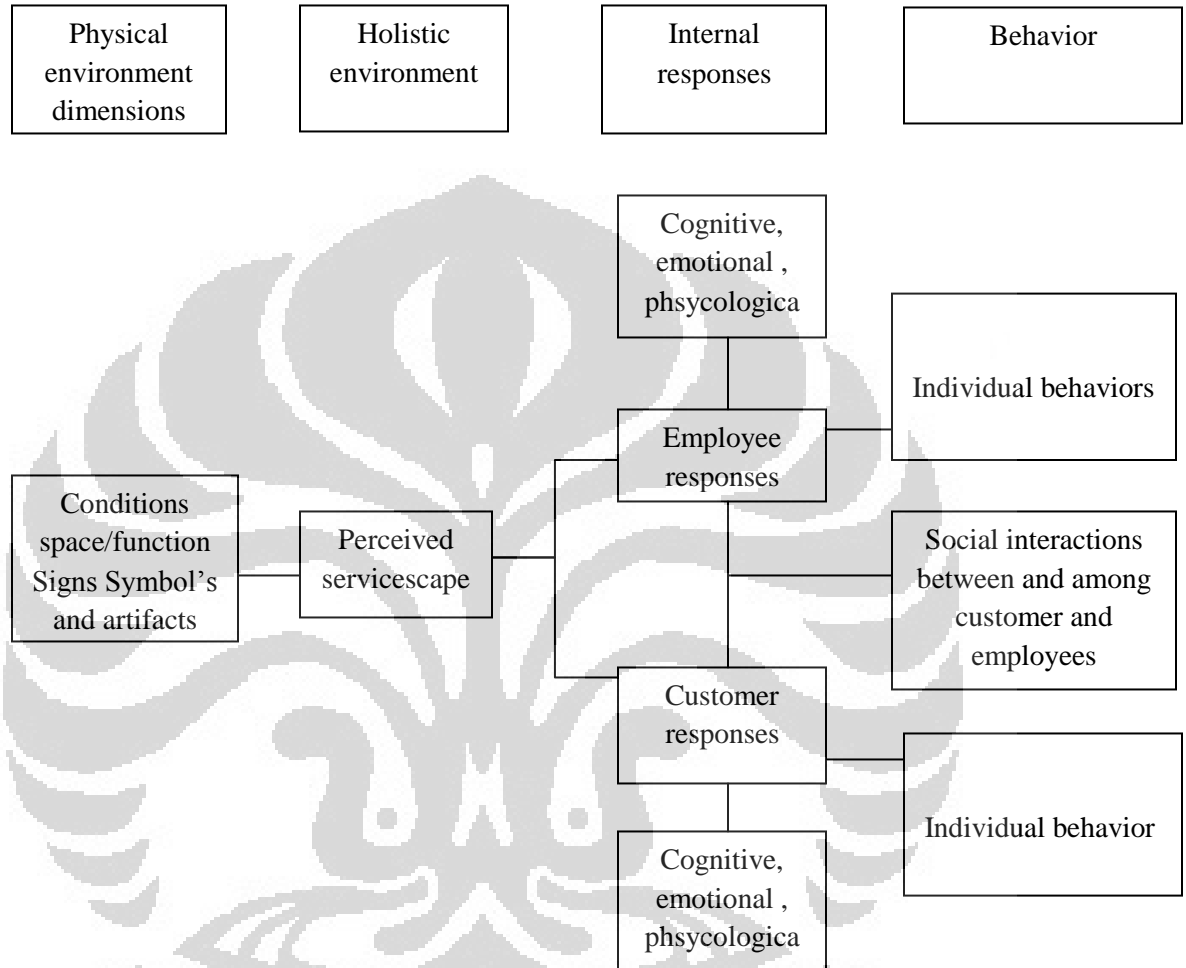 Physical
environment
dimensions
Holistic
environment
Internal
responses
Behavior
Cognitive,
emotional ,
phsycologica
Individual behaviors
Employee
responses
Conditions
space/function
Signs Symbol's
and artifacts
Perceived
servicescape
Social interactions
between and among
customer and
employees
Customer
responses
Individual behavior
Cognitive,
emotional ,
phsycologica